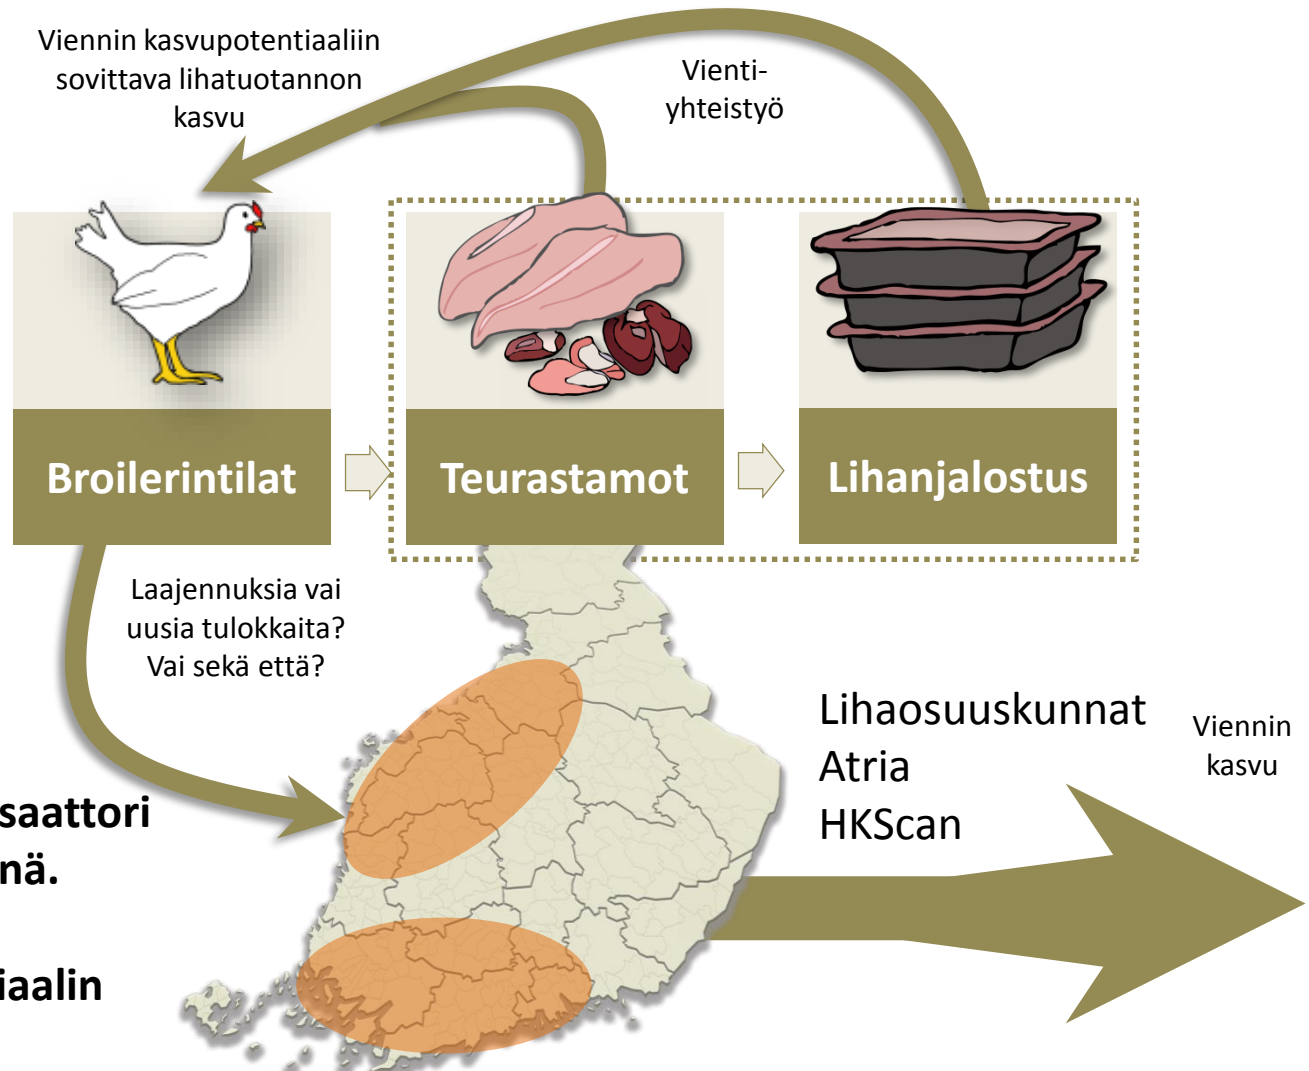 Viennin kasvupotentiaaliin
sovittava lihatuotannon
kasvu
Vienti-
yhteistyö
Broilerintilat
Teurastamot
Lihanjalostus
Laajennuksia vai
uusia tulokkaita?
Vai sekä että?
Lihaosuuskunnat
Atria
HKScan
Viennin
kasvu
saattori
nä.
iaalin